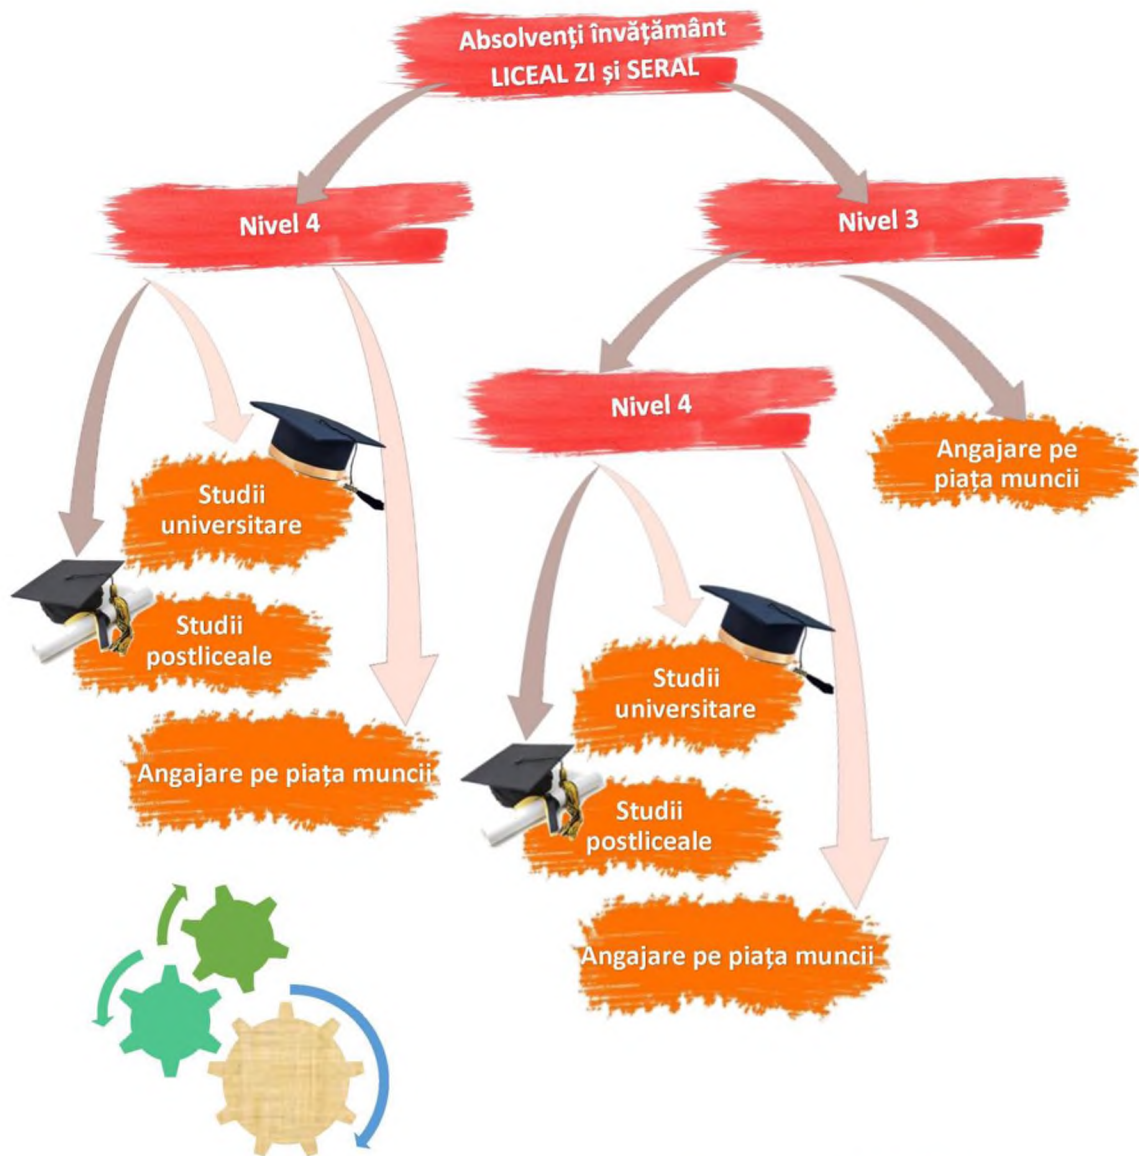 Absolvenți învățământ
LICEAL ZI și SERAL
Nivel 4
Nivel 3
Nivel 4
Angajare pe
piața muncii
Studii
universitare
Studii
postliceale
Angajare pe piața muncii
Studii
universitare
Studii
postliceale
Angajare pe piața muncii